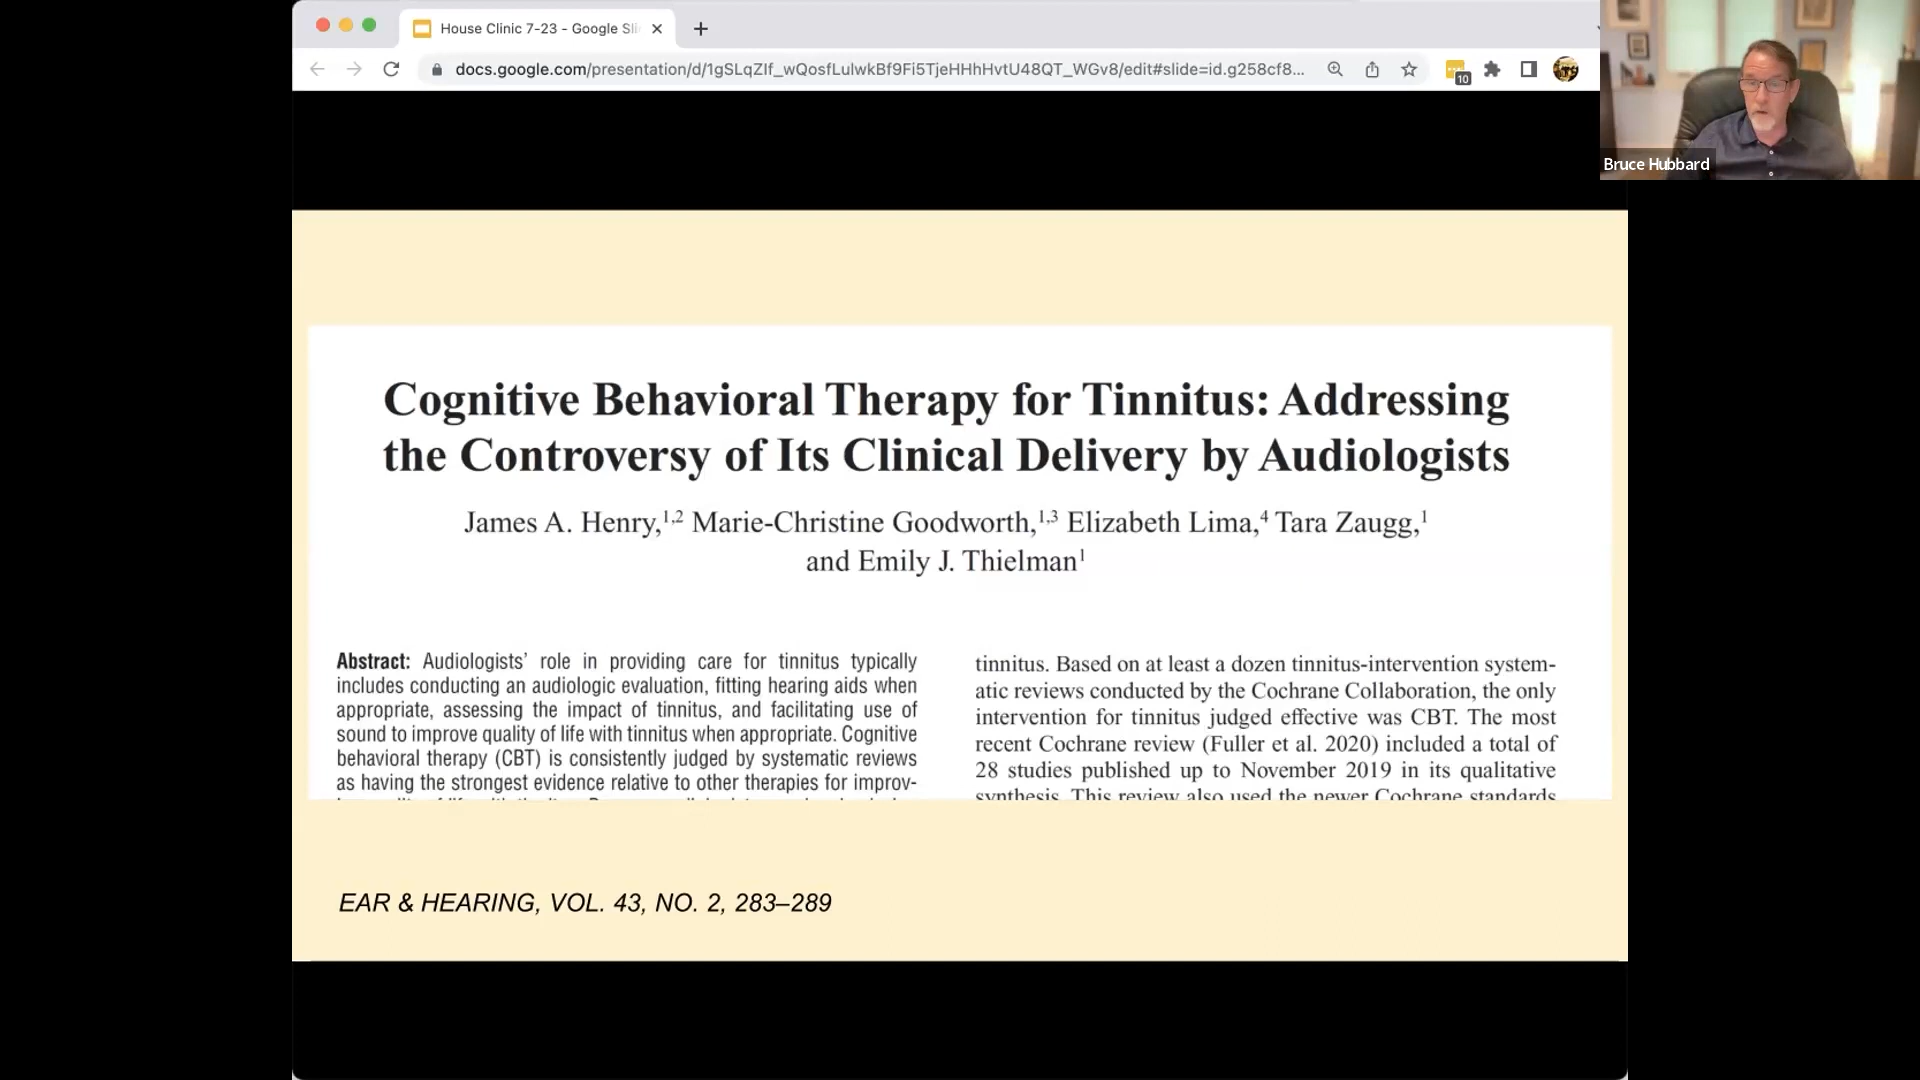 House Clinic 7-23 - Google Sli
docs.google.com/presentation/d/1gSLqZIf_wQosfLulwkBf9Fi5TjeHHhHvtU48QT_WGv8/edit#slide=id.g258cf8...
10
Bruce Hubbard
Cognitive Behavioral Therapy for Tinnitus: Addressing
the Controversy of Its Clinical Delivery by Audiologists
James A. Henry,1,2 Marie-Christine Goodworth,1,3 Elizabeth Lima,4 Tara Zaugg,1
and Emily J. Thielman1
Abstract: Audiologists’ role in providing care for tinnitus typically
includes conducting an audiologic evaluation, fitting hearing aids when
appropriate, assessing the impact of tinnitus, and facilitating use of
sound to improve quality of life with tinnitus when appropriate. Cognitive
behavioral therapy (CBT) is consistently judged by systematic reviews
as having the strongest evidence relative to other therapies for improv-
tinnitus. Based on at least a dozen tinnitus-intervention system-
atic reviews conducted by the Cochrane Collaboration, the only
intervention for tinnitus judged effective was CBT. The most
recent Cochrane review (Fuller et al. 2020) included a total of
28 studies published up to November 2019 in its qualitative
synthesis. This review also used the newer Cochrane standards
EAR & HEARING, VOL. 43, NO. 2, 283–289